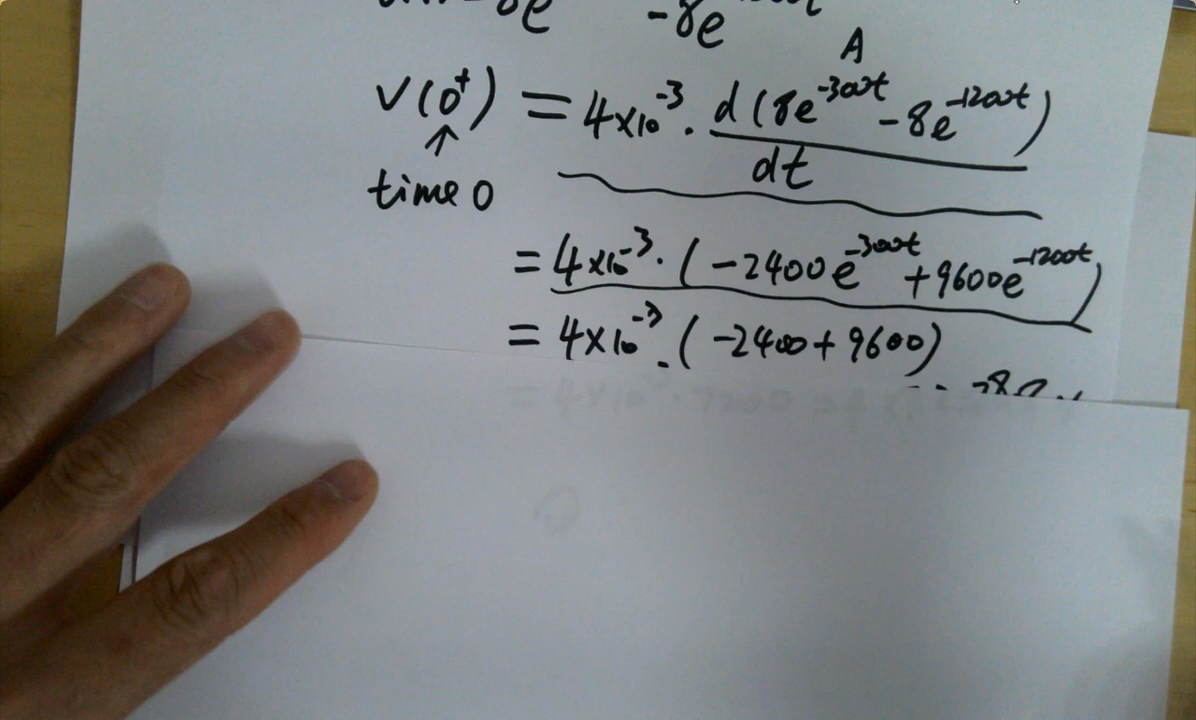 -8e
A
v(0⁺) = 4×10⁻³ · d(8e^-300t - 8e^-1200t)
dt
↑
time 0
= 4×10⁻³ · (-2400e^-300t + 9600e^-1200t)
= 4×10⁻³ · (-2400 + 9600)